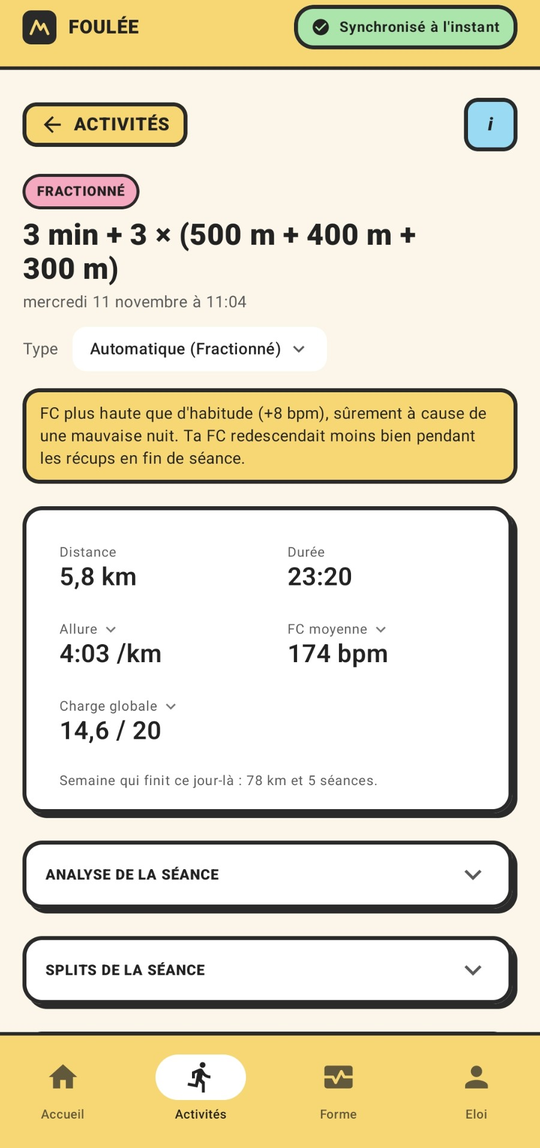 FOULÉE
Synchronisé à l'instant
ACTIVITÉS
i
FRACTIONNÉ
3 min + 3 × (500 m + 400 m +
300 m)
mercredi 11 novembre à 11:04
Type
Automatique (Fractionné)
FC plus haute que d'habitude (+8 bpm), sûrement à cause de
une mauvaise nuit. Ta FC redescendait moins bien pendant
les récups en fin de séance.
Distance
5,8 km
Durée
23:20
Allure
4:03 /km
FC moyenne
174 bpm
Charge globale
14,6 / 20
Semaine qui finit ce jour-là : 78 km et 5 séances.
ANALYSE DE LA SÉANCE
SPLITS DE LA SÉANCE
Accueil
Activités
Forme
Eloi